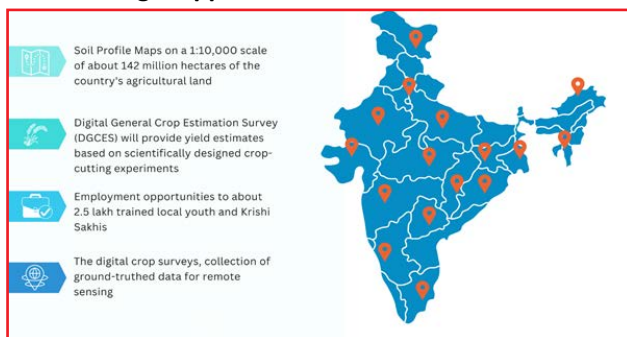 Soil Profile Maps on a 1:10,000 scale
of about 142 million hectares of the
country's agricultural land
Digital General Crop Estimation Survey
(DGCES) will provide yield estimates
based on scientifically designed crop-
cutting experiments
Employment opportunities to about
2.5 lakh trained local youth and Krishi
Sakhis
The digital crop surveys, collection of
ground-truthed data for remote
sensing